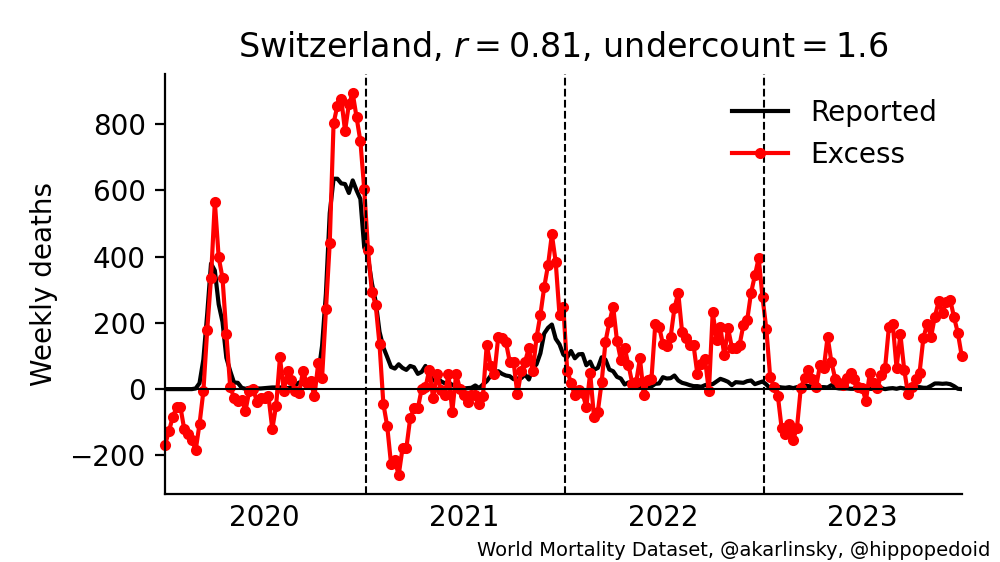 Switzerland, r = 0.81, undercount = 1.6
Reported
Excess
Weekly deaths
800
600
400
200
0
−200
2020 2021 2022 2023
World Mortality Dataset, @akarlinsky, @hippopedoid